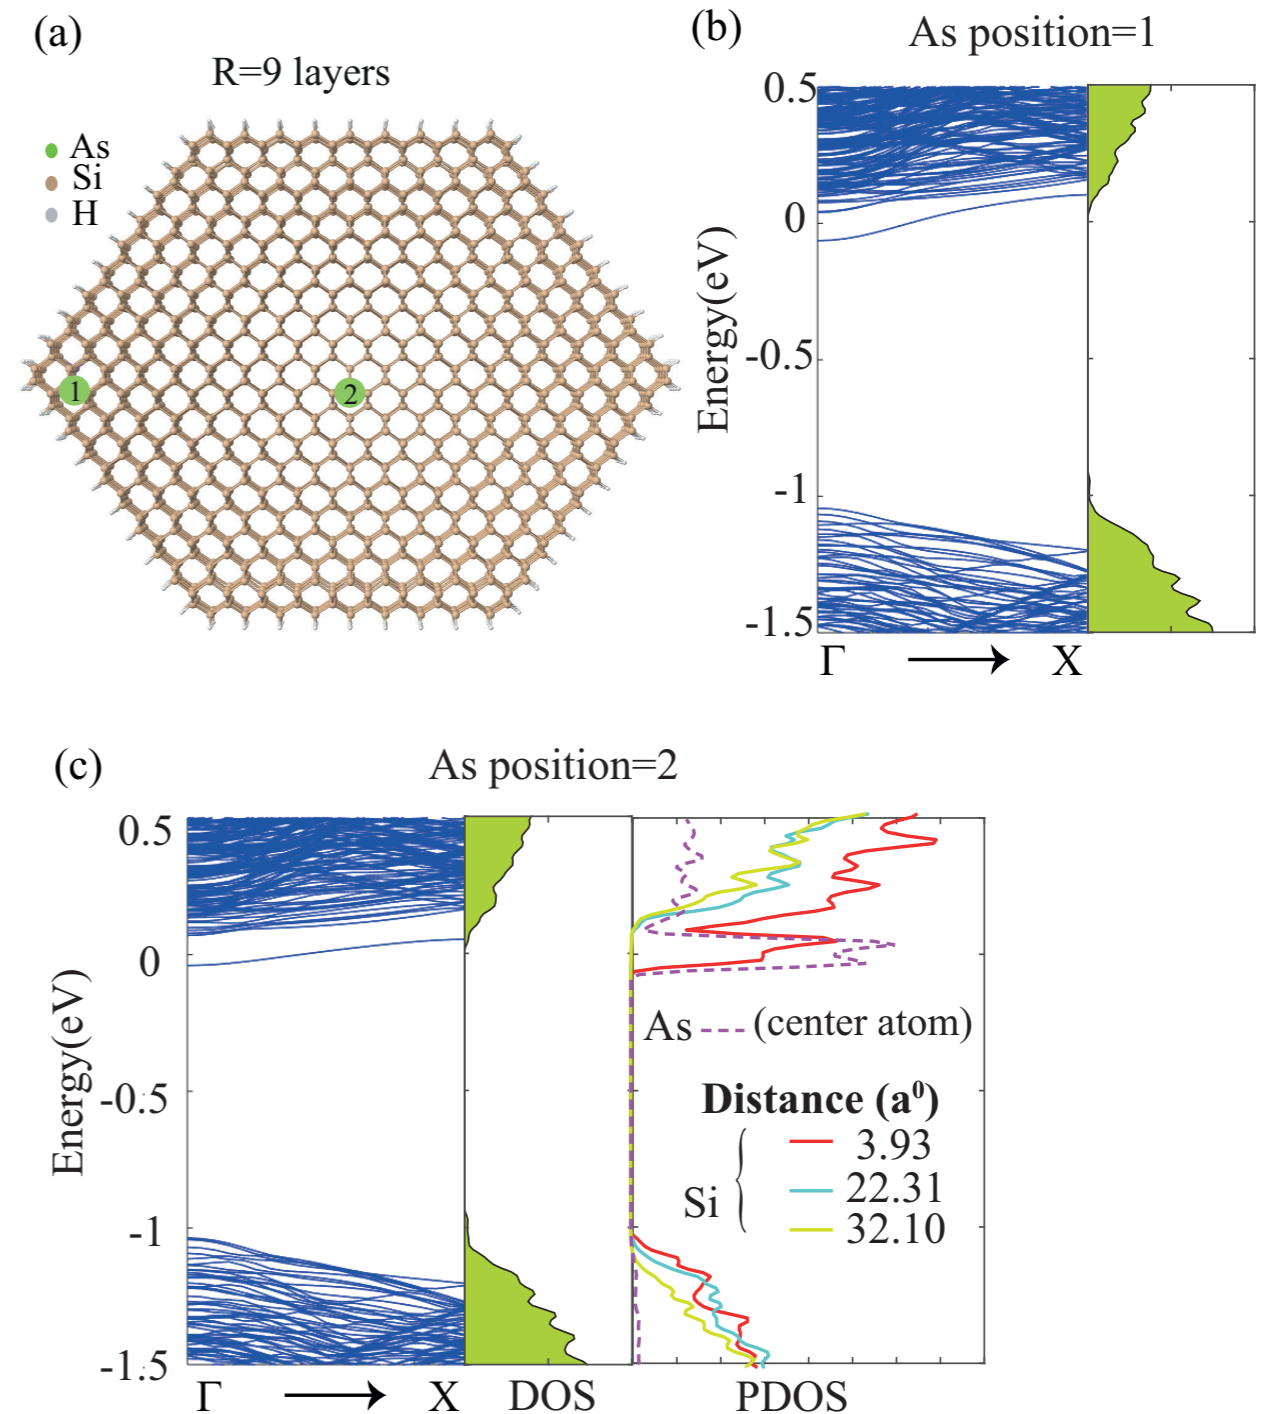 (a)
R=9 layers
As
Si
H
1
2
(b)
As position=1
0.5
0
-0.5
-1
-1.5
Energy(eV)
Γ
X
(c)
As position=2
0.5
0
-0.5
-1
-1.5
Energy(eV)
As (center atom)
Distance (a⁰)
Si
3.93
22.31
32.10
Γ
X
DOS
PDOS